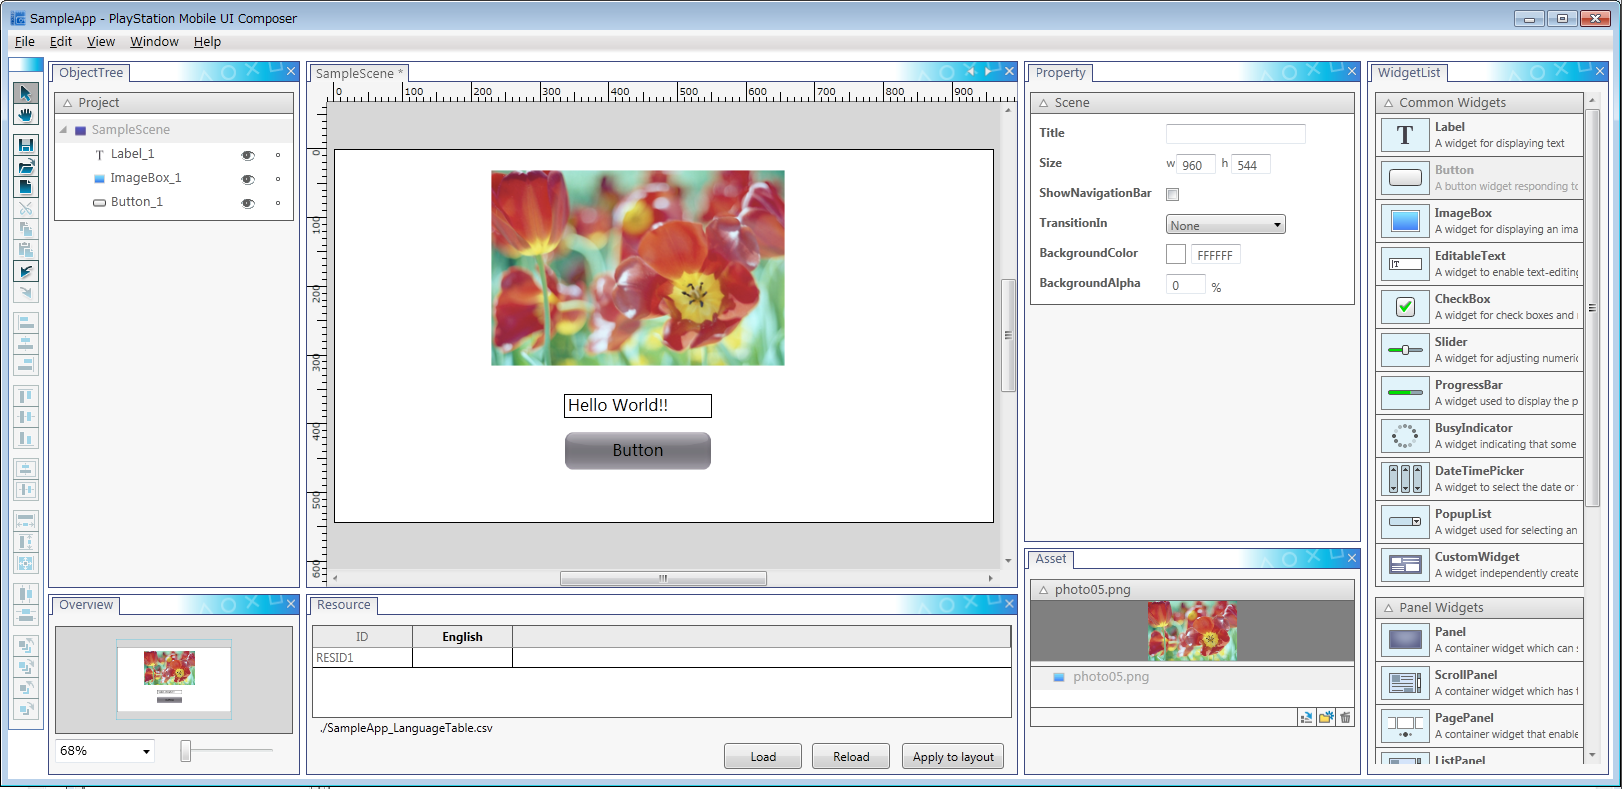 SampleApp - PlayStation Mobile UI Composer
File Edit View Window Help
ObjectTree
Project
SampleScene
T Label_1
ImageBox_1
Button_1
SampleScene *
0 100 200 300 400 500 600 700 800 900
0
100
200
300
400
500
600
Hello World!!
Button
Property
Scene
Title
Size w 960 h 544
ShowNavigationBar
TransitionIn None
BackgroundColor FFFFFF
BackgroundAlpha 0 %
WidgetList
Common Widgets
T
Label
A widget for displaying text
Button
A button widget responding to
ImageBox
A widget for displaying an ima
EditableText
A widget to enable text-editing
CheckBox
A widget for check boxes and
Slider
A widget for adjusting numeric
ProgressBar
A widget used to display the p
BusyIndicator
A widget indicating that some
DateTimePicker
A widget to select the date or
PopupList
A widget used for selecting an
CustomWidget
A widget independently create
Panel Widgets
Panel
A container widget which can
ScrollPanel
A container widget which has
PagePanel
A container widget that enable
ListPanel
Overview
68%
Resource
ID English
RESID1
./SampleApp_LanguageTable.csv
Load Reload Apply to layout
Asset
photo05.png
photo05.png